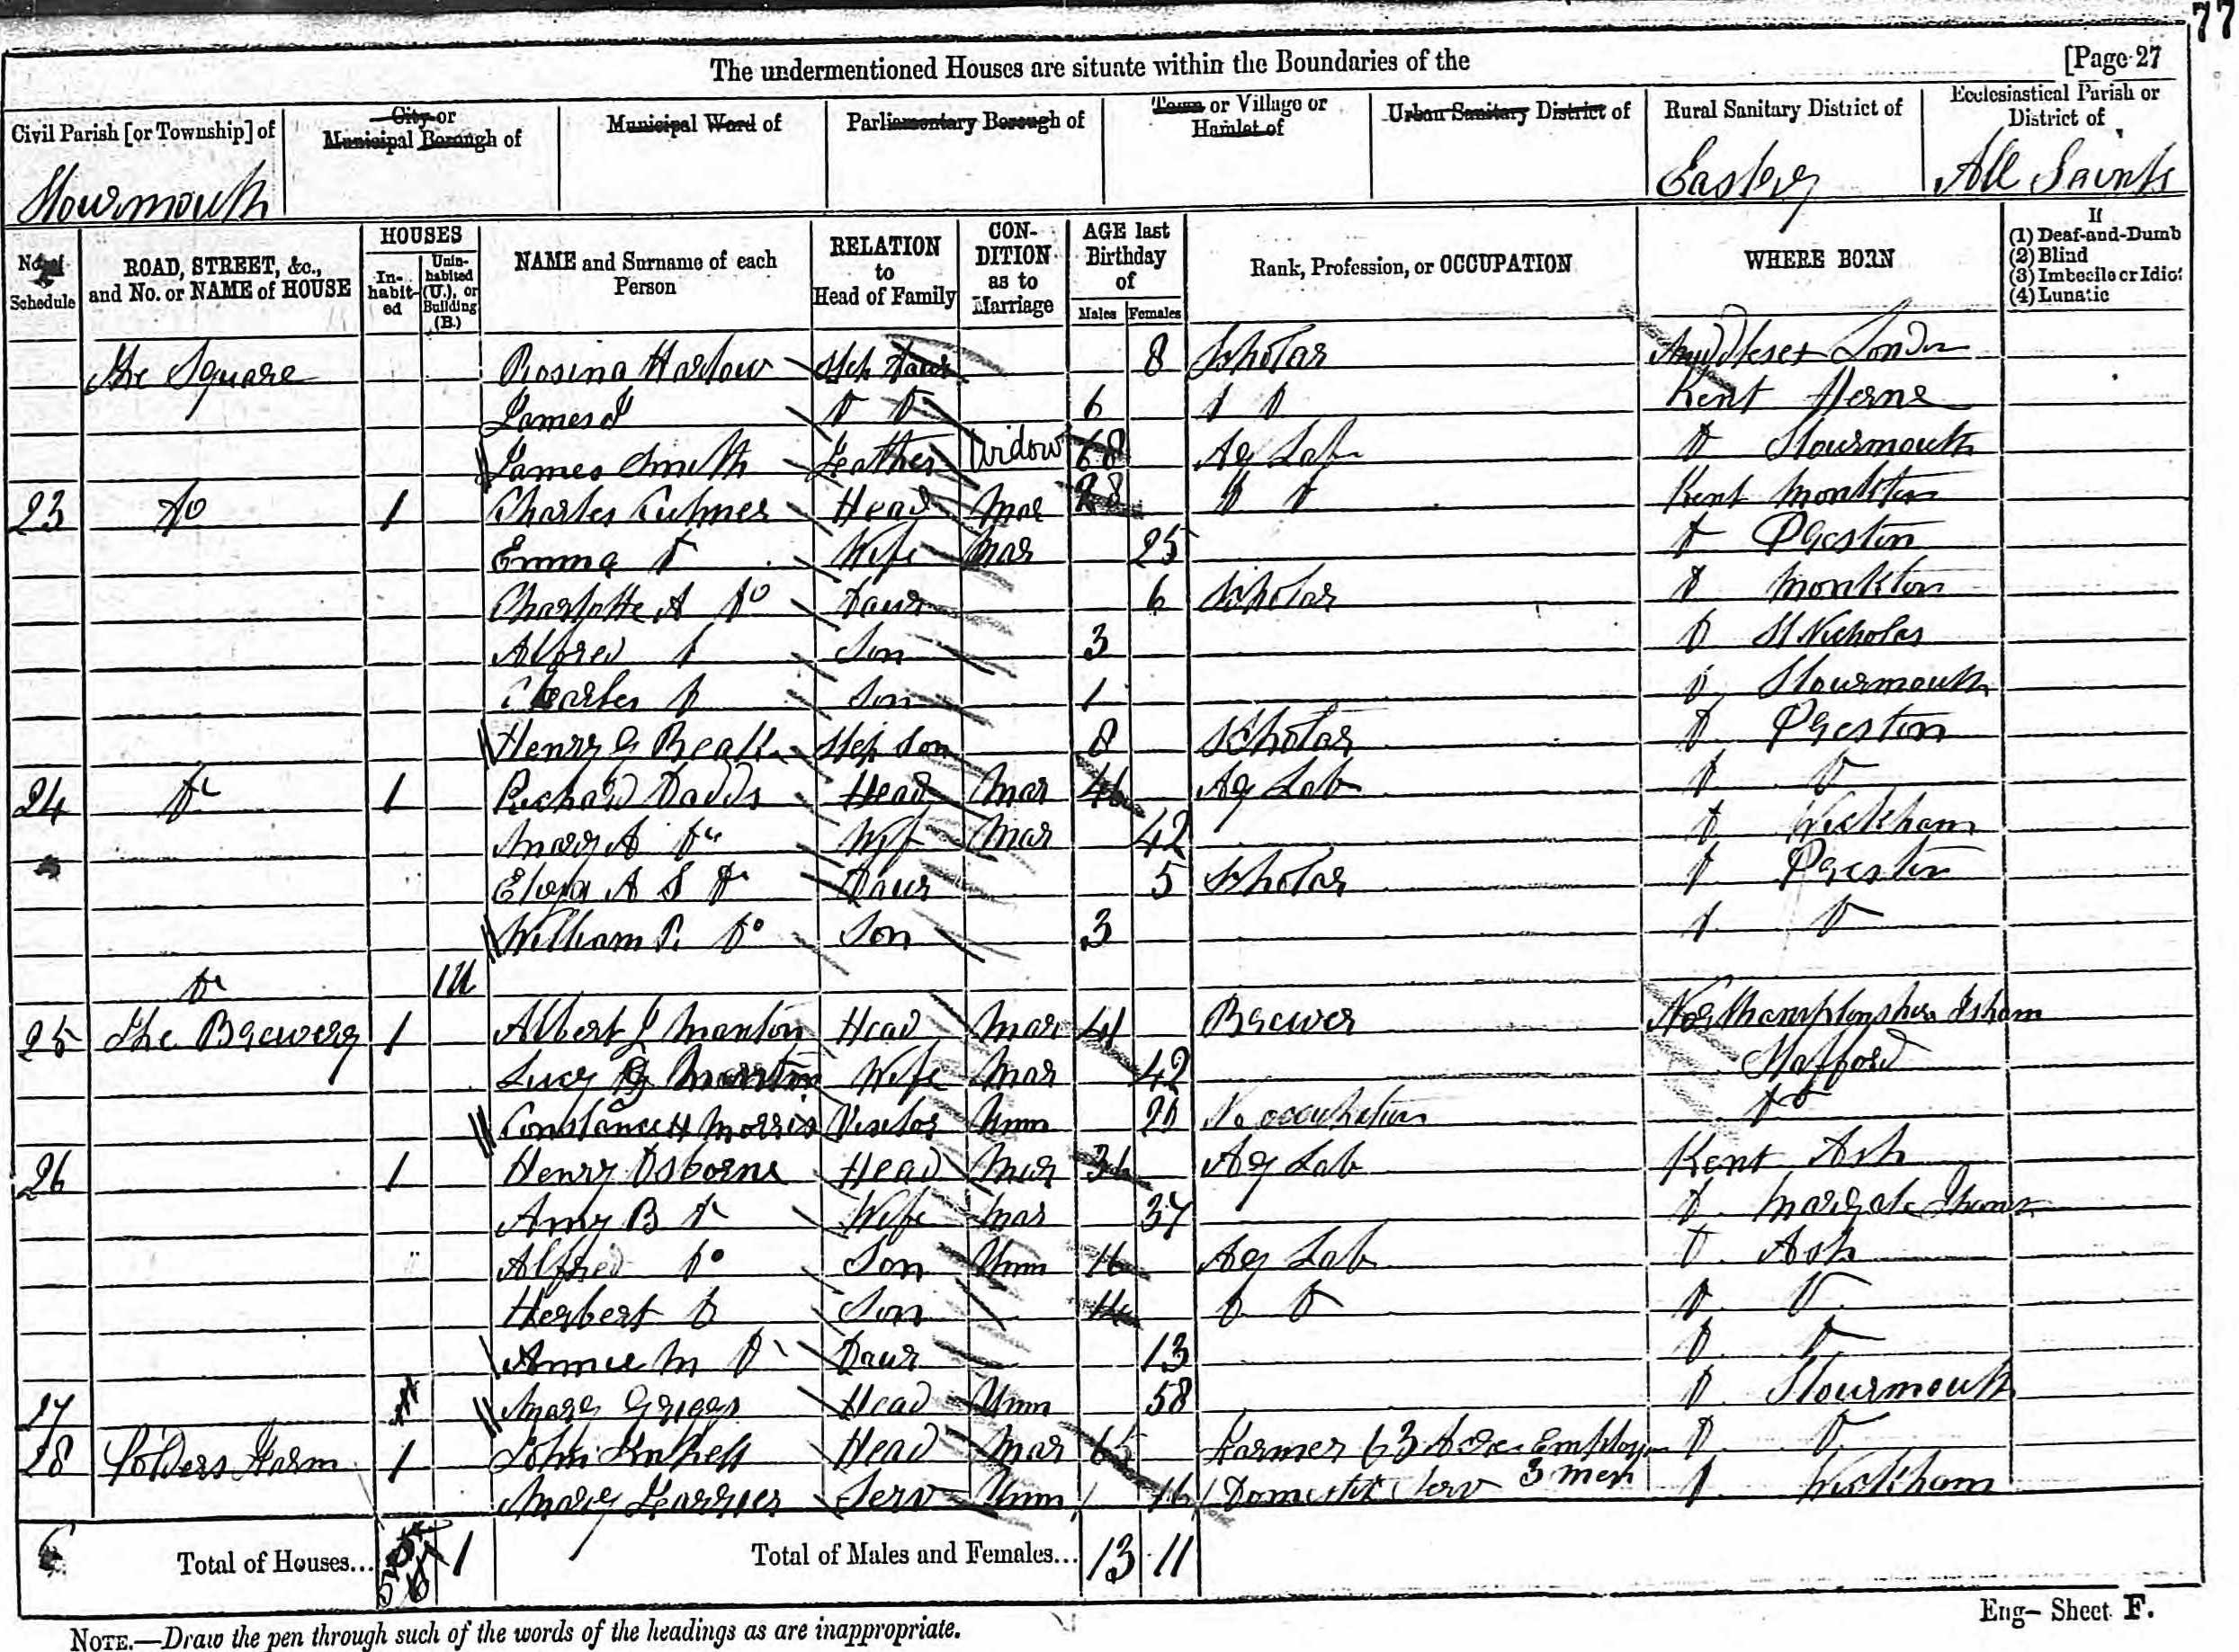 77
The undermentioned Houses are situate within the Boundaries of the [Page 27
Civil Parish [or Township] of City or Municipal Borough of Municipal Ward of Parliamentary Borough of Town or Village or Hamlet of Urban Sanitary District of Rural Sanitary District of Ecclesiastical Parish or District of
Stourmouth Eastry All Saints
No. of Schedule ROAD, STREET, &c., and No. or NAME of HOUSE HOUSES Inhabited Uninhabited (U.), or Building (B.) NAME and Surname of each Person RELATION to Head of Family CONDITION as to Marriage AGE last Birthday of Males Females Rank, Profession, or OCCUPATION WHERE BORN If (1) Deaf-and-Dumb (2) Blind (3) Imbecile or Idiot (4) Lunatic
The Square Rosina Harlow Step Daur 8 Scholar Middlesex London
James Do Do 6 Do Do Kent Herne
James Smith Father Widow 68 Ag Lab Do Stourmouth
23 Do 1 Charles Culmer Head Mar 28 Do Do Kent Monkton
Emma Do Wife Mar 25 Do Preston
Charlotte A Do Daur 6 Scholar Do Monkton
Alfred Do Son 3 Do St Nicholas
Charles Do Son 1 Do Stourmouth
Henry G Step Son 8 Scholar Do Preston
24 Do 1 Richard Dadds Head Mar 46 Ag Lab Do Do
Mary A Do Wife Mar 42 Do Wickham
A S Do Daur 5 Scholar Do Preston
William Do Son 3 Do Do
Do 1U
25 The Brewery 1 Albert J Manton Head Mar 41 Brewer Northamptonshire Isham
Lucy Manton Wife Mar 42 Stafford
Constance H Morris Visitor Unm No occupation Do
26 1 Henry Osborne Head Mar 36 Ag Lab Kent Ash
Amy B Do Wife Mar 37 Do Margate
Alfred Do Son Unm 16 Ag Lab Do Ash
Herbert Do Son 14 Do Do Do Do
Annie M Do Daur 13 Do Do
27 Mary Griggs Head Unm 58 Do Stourmouth
28 Polders Farm 1 John Head Mar 65 Farmer 63 Acres Employ 3 men Do Do
Mary Serv Unm 16 Domestic Serv Do Wickham
Total of Houses... 1 Total of Males and Females... 13 11
Eng- Sheet F.
NOTE.—Draw the pen through such of the words of the headings as are inappropriate.